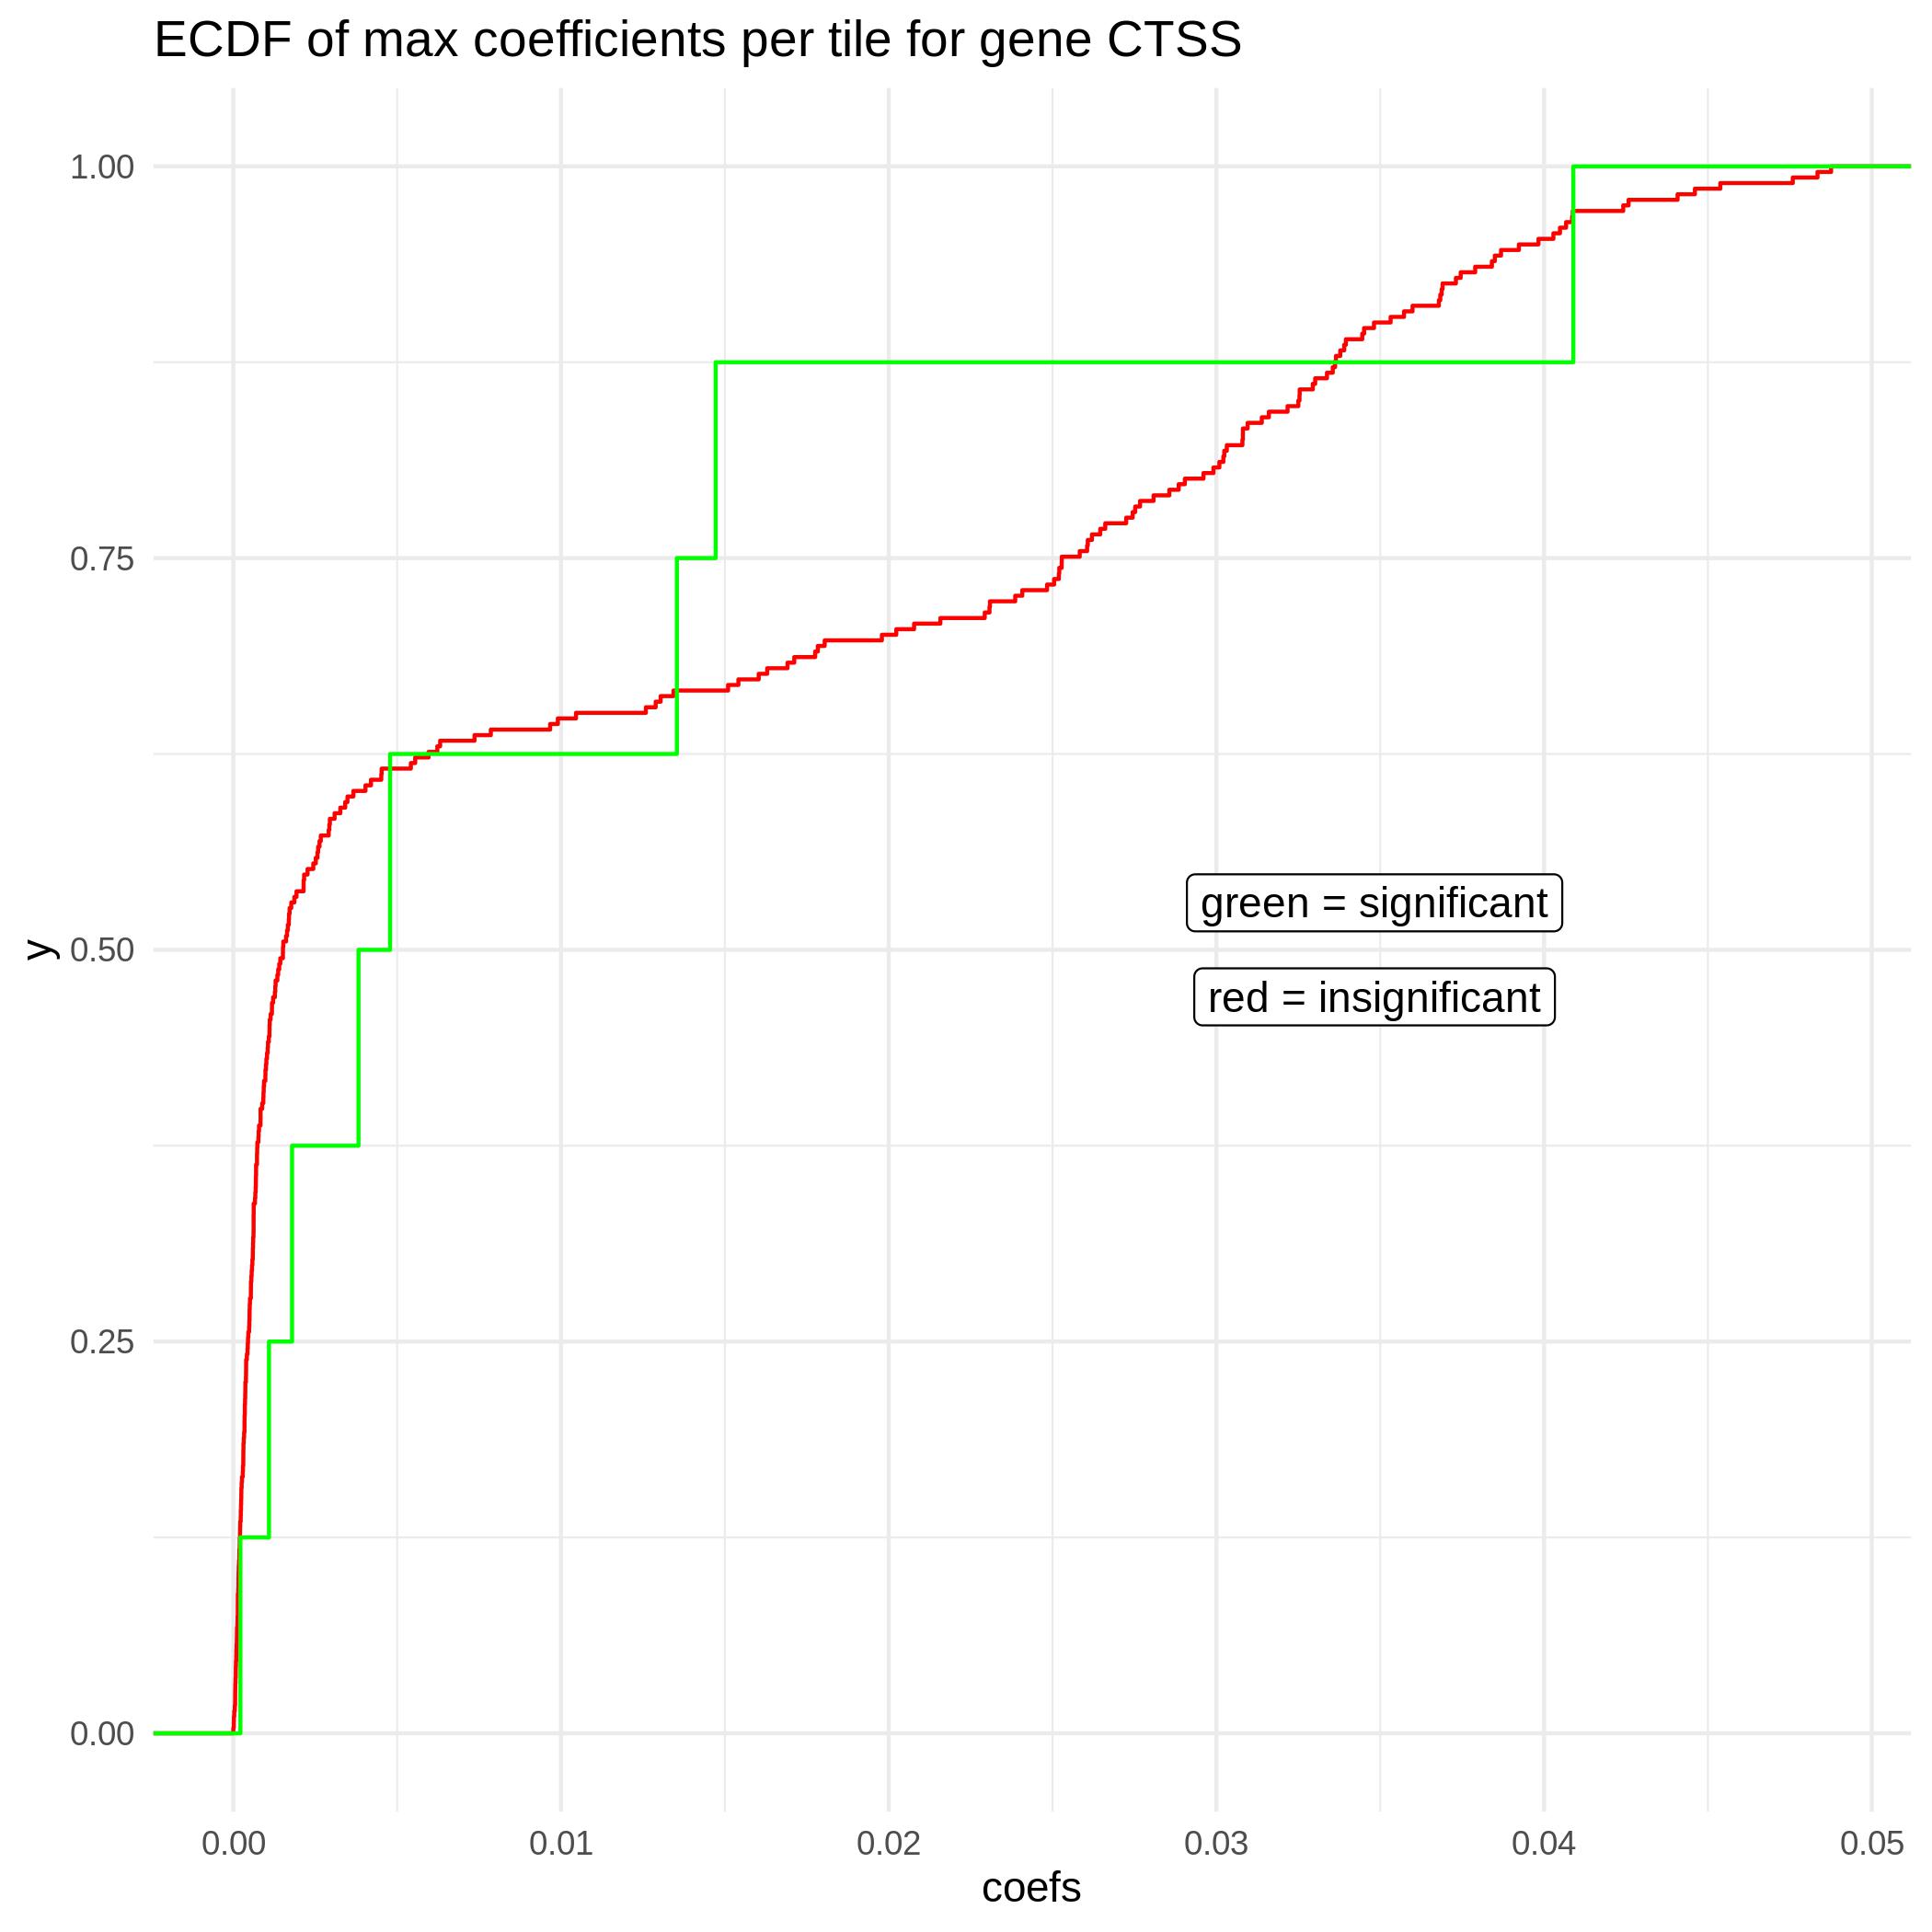 ECDF of max coefficients per tile for gene CTSS
1.00
0.75
0.50
0.25
0.00
y
green = significant
red = insignificant
0.00 0.01 0.02 0.03 0.04 0.05
coefs